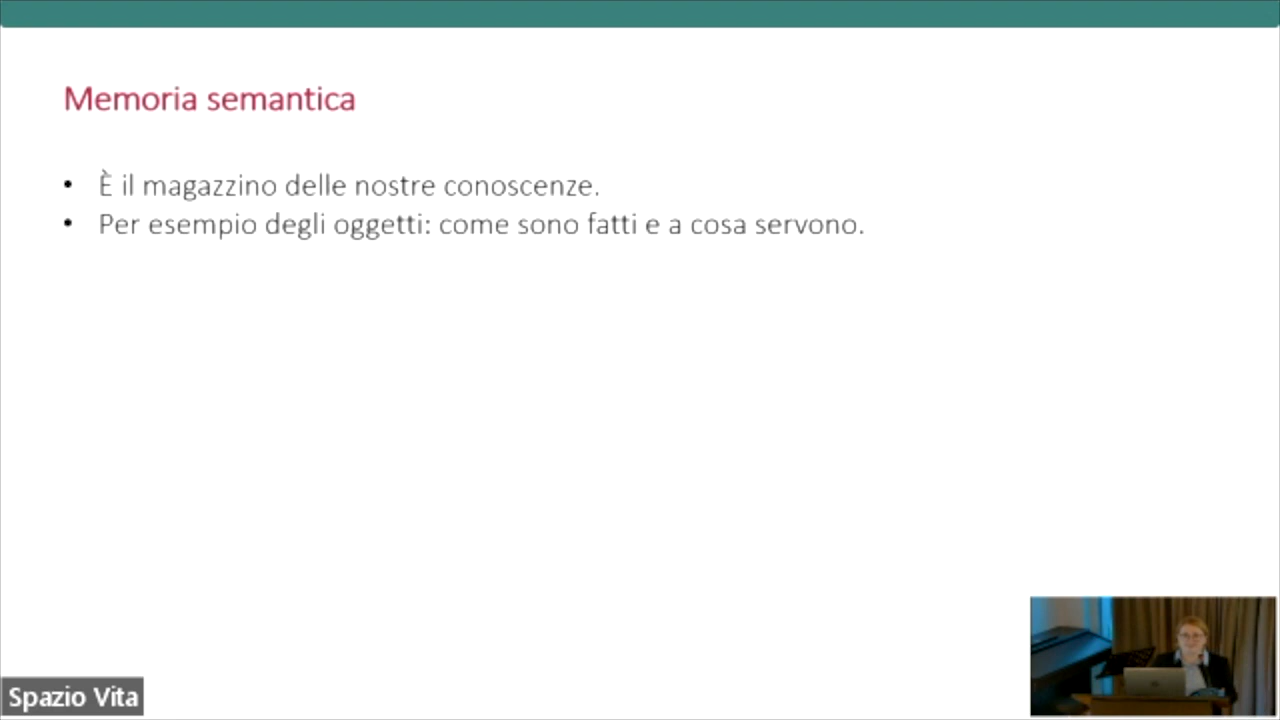 Memoria semantica
• È il magazzino delle nostre conoscenze.
• Per esempio degli oggetti: come sono fatti e a cosa servono.
Spazio Vita